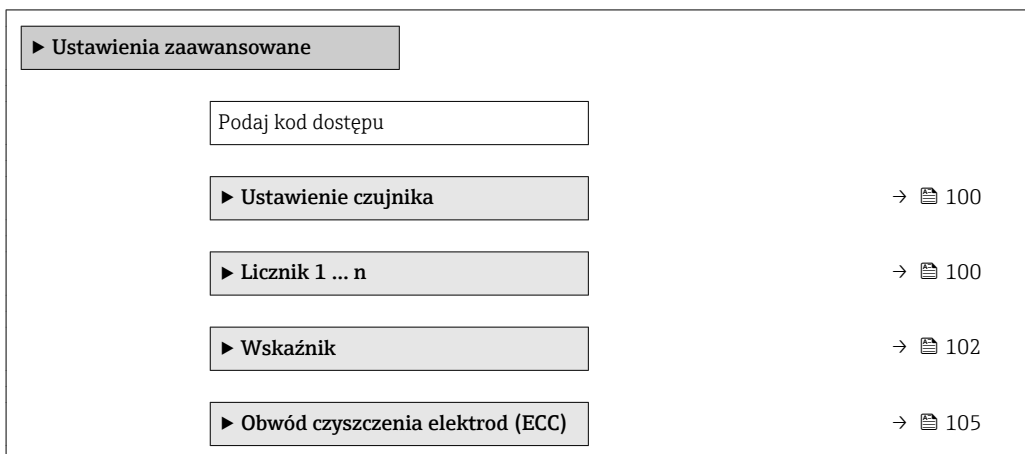 ▶ Ustawienia zaawansowane
Podaj kod dostępu
▶ Ustawienie czujnika → 100
▶ Licznik 1 … n → 100
▶ Wskaźnik → 102
▶ Obwód czyszczenia elektrod (ECC) → 105